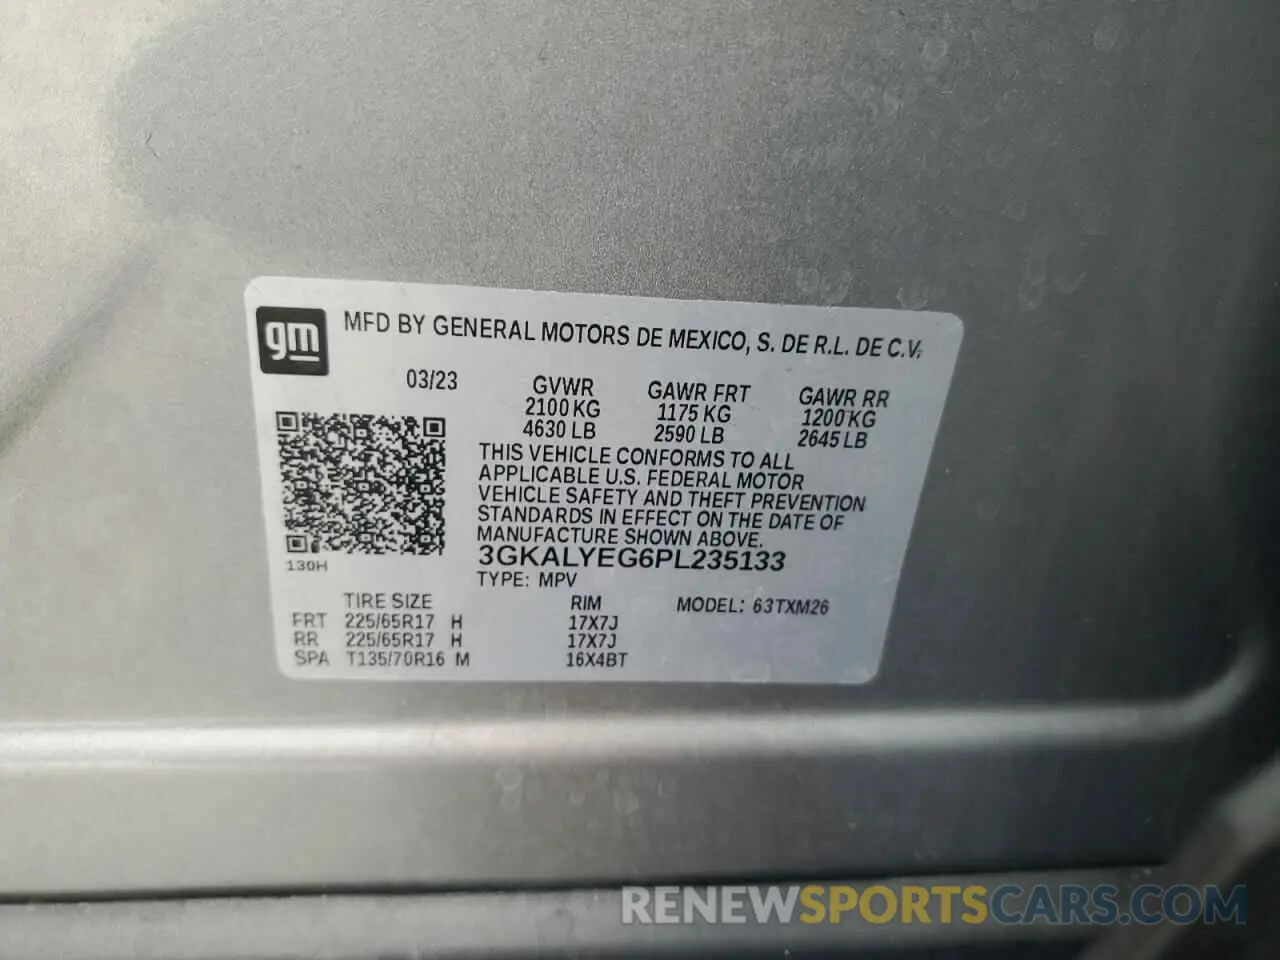 gm
MFD BY GENERAL MOTORS DE MEXICO, S. DE R.L. DE C.V.
03/23
GVWR GAWR FRT GAWR RR
2100 KG 1175 KG 1200 KG
4630 LB 2590 LB 2645 LB
THIS VEHICLE CONFORMS TO ALL
APPLICABLE U.S. FEDERAL MOTOR
VEHICLE SAFETY AND THEFT PREVENTION
STANDARDS IN EFFECT ON THE DATE OF
MANUFACTURE SHOWN ABOVE.
3GKALYEG6PL235133
130H
TYPE: MPV
TIRE SIZE RIM MODEL: 63TXM26
FRT 225/65R17 H 17X7J
RR 225/65R17 H 17X7J
SPA T135/70R16 M 16X4BT
RENEWSPORTSCARS.COM